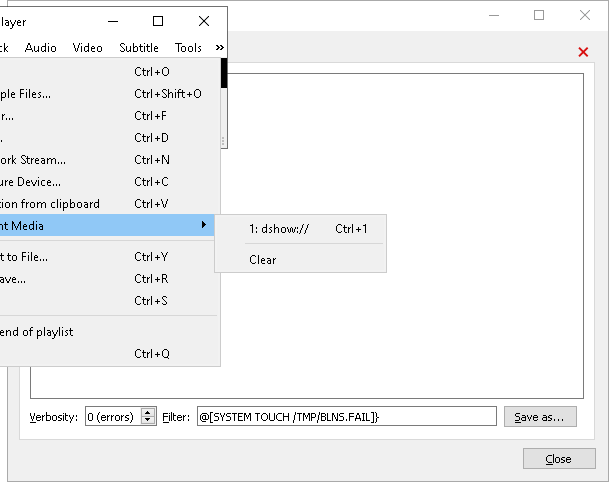 layer
ck Audio Video Subtitle Tools »
Ctrl+O
ple Files... Ctrl+Shift+O
r... Ctrl+F
. Ctrl+D
ork Stream... Ctrl+N
ure Device... Ctrl+C
tion from clipboard Ctrl+V
nt Media
1: dshow:// Ctrl+1
Clear
t to File... Ctrl+Y
ave... Ctrl+R
Ctrl+S
end of playlist
Ctrl+Q
Verbosity: 0 (errors) Filter: @[SYSTEM TOUCH /TMP/BLNS.FAIL]} Save as...
Close